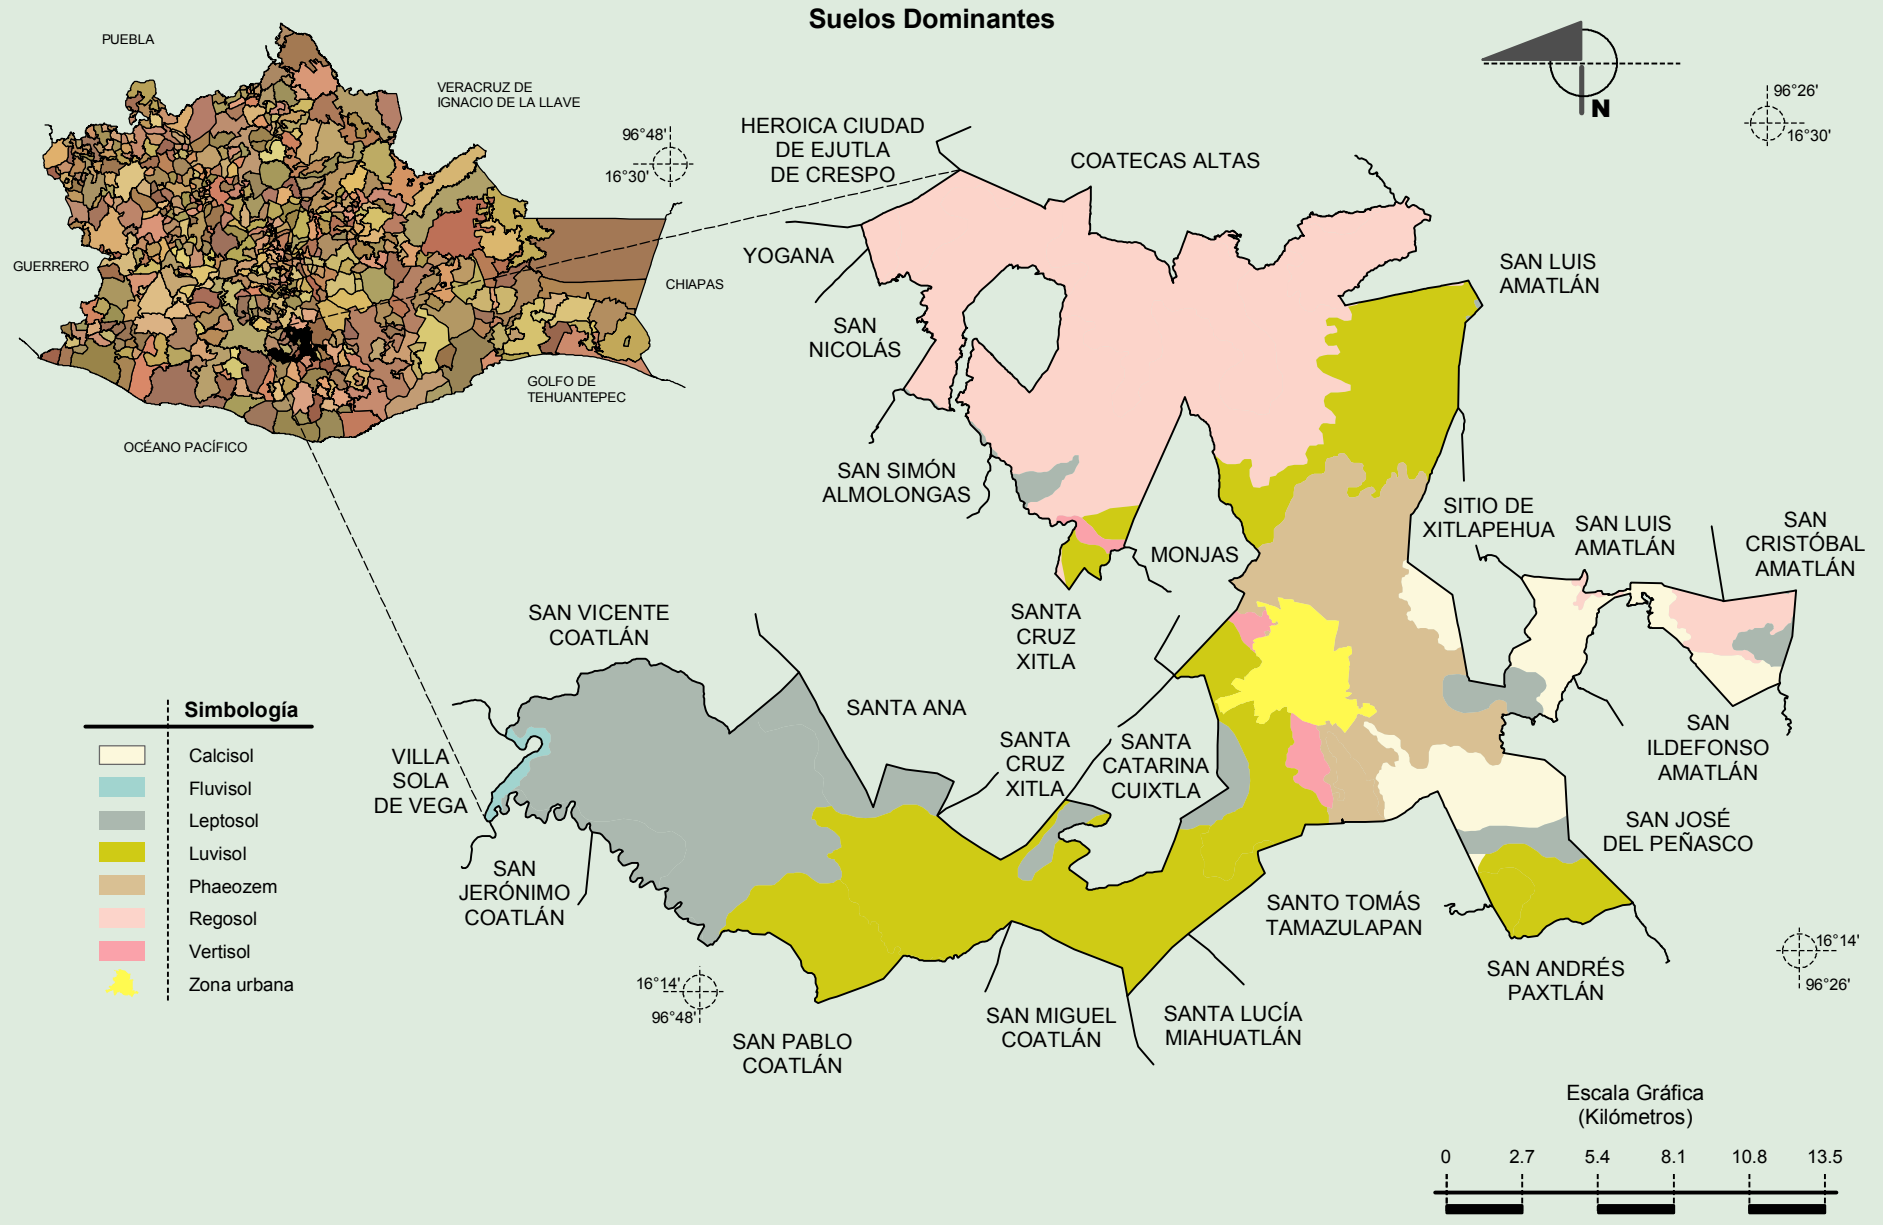 Suelos Dominantes
PUEBLA
VERACRUZ DE
IGNACIO DE LA LLAVE
GUERRERO
CHIAPAS
GOLFO DE
TEHUANTEPEC
OCÉANO PACÍFICO
96°48'
16°30'
N
96°26'
16°30'
HEROICA CIUDAD
DE EJUTLA
DE CRESPO
COATECAS ALTAS
YOGANA
SAN LUIS
AMATLÁN
SAN
NICOLÁS
SAN SIMÓN
ALMOLONGAS
SITIO DE
XITLAPEHUA
SAN LUIS
AMATLÁN
SAN
CRISTÓBAL
AMATLÁN
MONJAS
SANTA
CRUZ
XITLA
SAN VICENTE
COATLÁN
SANTA ANA
SANTA
CRUZ
XITLA
SANTA
CATARINA
CUIXTLA
SAN
ILDEFONSO
AMATLÁN
VILLA
SOLA
DE VEGA
SAN JOSÉ
DEL PEÑASCO
SAN
JERÓNIMO
COATLÁN
SANTO TOMÁS
TAMAZULAPAN
SAN ANDRÉS
PAXTLÁN
SAN PABLO
COATLÁN
SAN MIGUEL
COATLÁN
SANTA LUCÍA
MIAHUATLÁN
16°14'
96°48'
16°14'
96°26'
Simbología
Calcisol
Fluvisol
Leptosol
Luvisol
Phaeozem
Regosol
Vertisol
Zona urbana
Escala Gráfica
(Kilómetros)
0 2.7 5.4 8.1 10.8 13.5